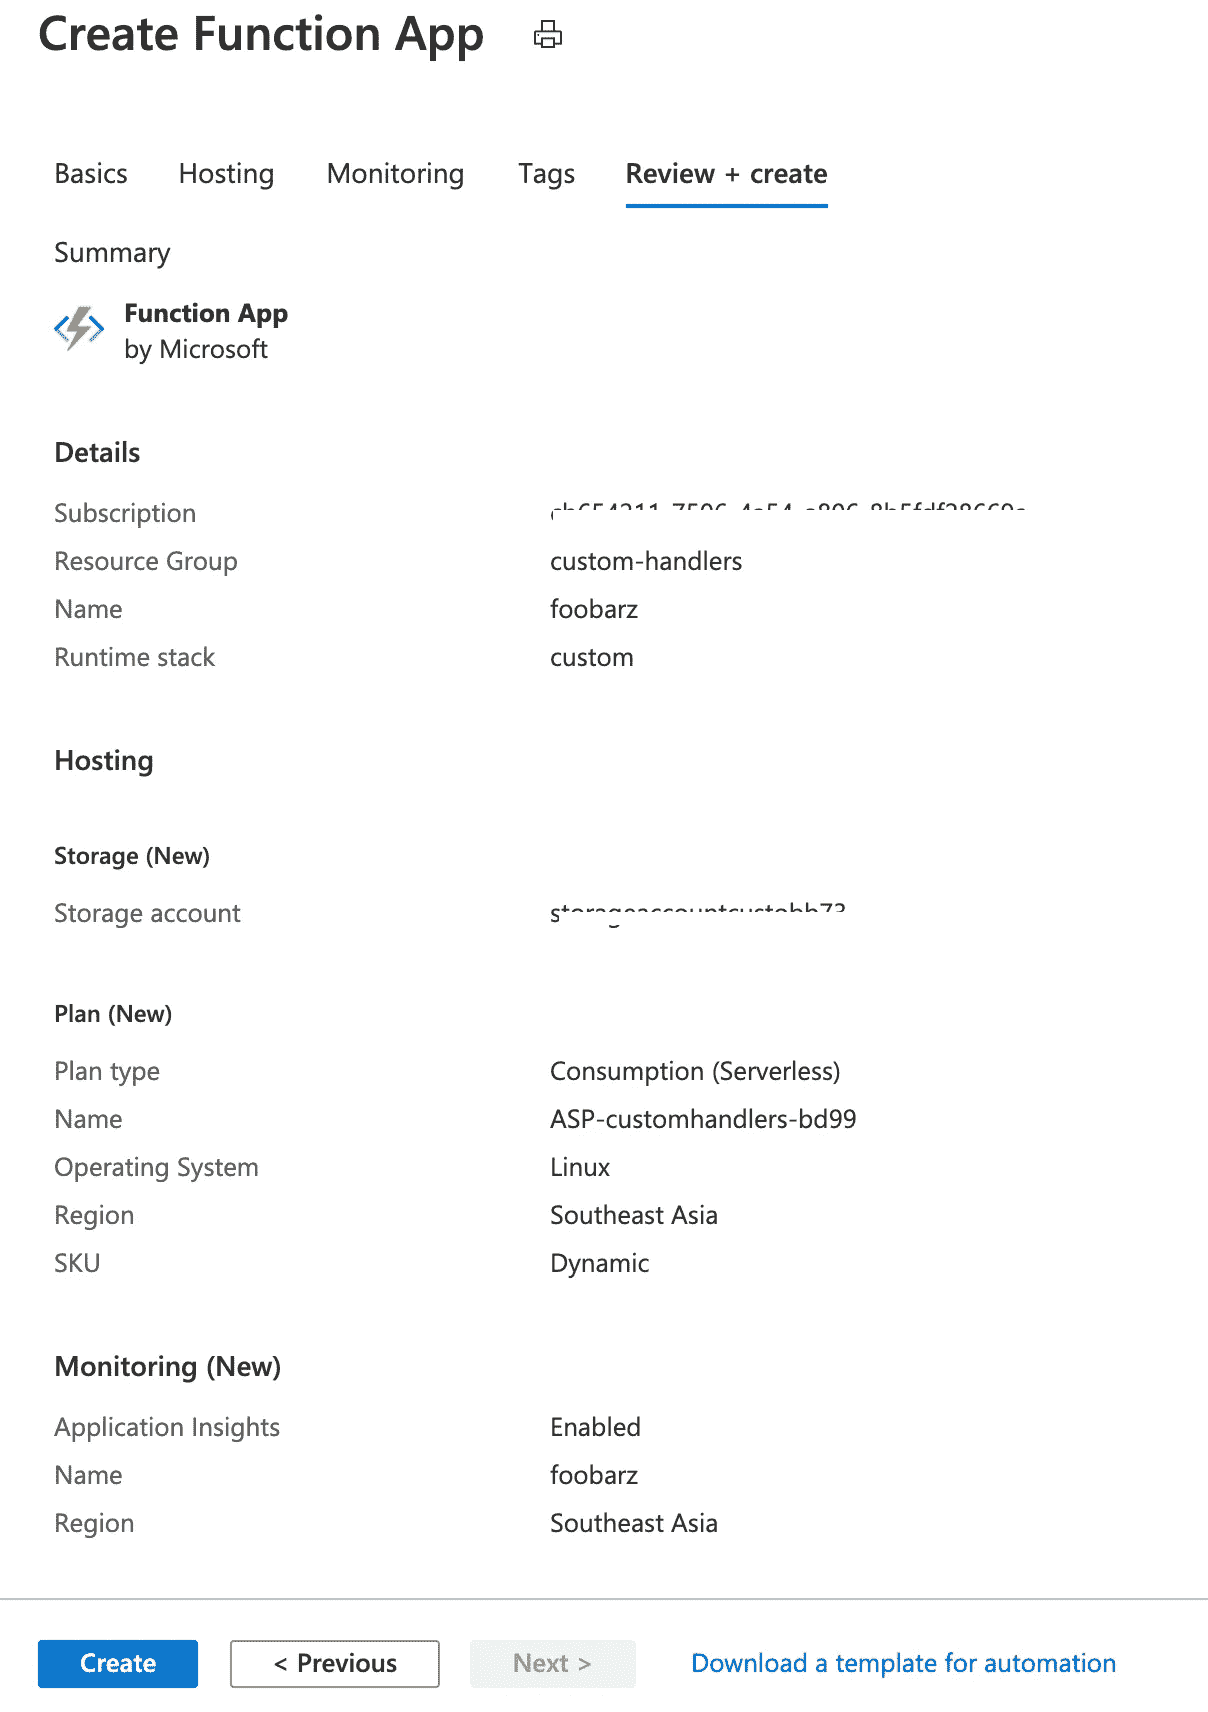 Create Function App
Basics Hosting Monitoring Tags Review + create
Summary
Function App
by Microsoft
Details
Subscription
Resource Group custom-handlers
Name foobarz
Runtime stack custom
Hosting
Storage (New)
Storage account
Plan (New)
Plan type Consumption (Serverless)
Name ASP-customhandlers-bd99
Operating System Linux
Region Southeast Asia
SKU Dynamic
Monitoring (New)
Application Insights Enabled
Name foobarz
Region Southeast Asia
Create < Previous Next > Download a template for automation